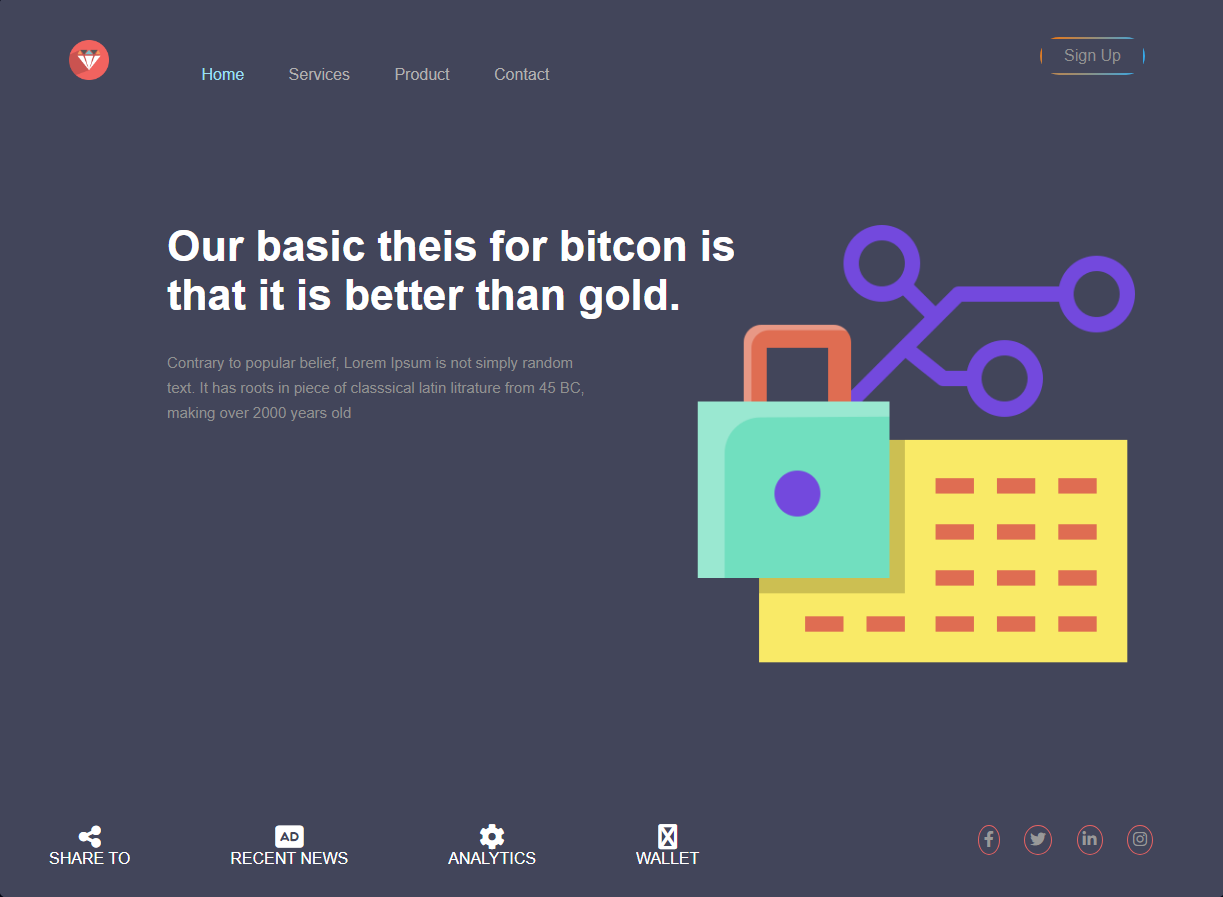 Home Services Product Contact Sign Up
Our basic theis for bitcon is
that it is better than gold.
Contrary to popular belief, Lorem Ipsum is not simply random
text. It has roots in piece of classsical latin litrature from 45 BC,
making over 2000 years old
AD
SHARE TO RECENT NEWS ANALYTICS WALLET